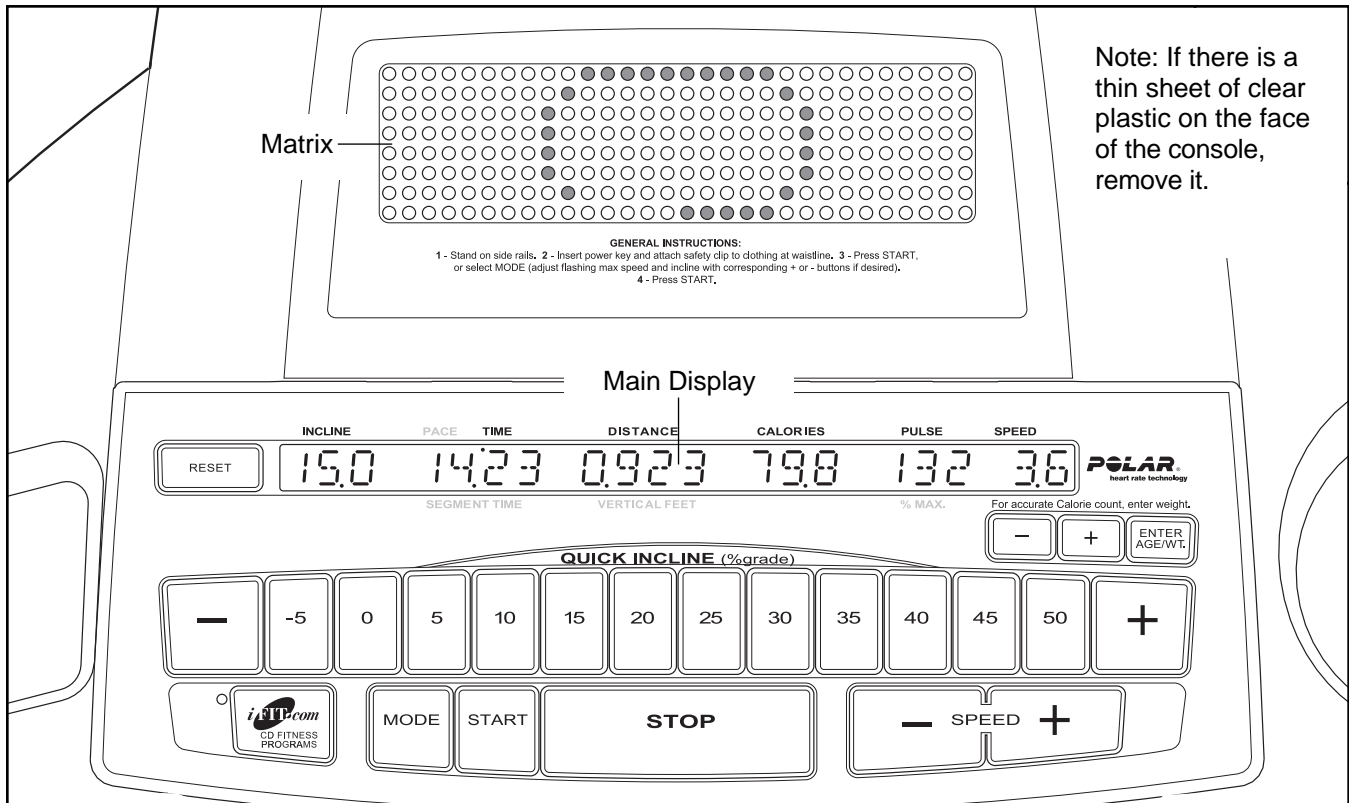 Note: If there is a
thin sheet of clear
plastic on the face
of the console,
remove it.
Matrix
GENERAL INSTRUCTIONS:
1 - Stand on side rails. 2 - Insert power key and attach safety clip to clothing at waistline. 3 - Press START,
or select MODE (adjust flashing max speed and incline with corresponding + or - buttons if desired).
4 - Press START.
Main Display
INCLINE PACE TIME DISTANCE CALORIES PULSE SPEED
RESET 15.0 14:23 0.923 79.8 132 3.6 POLAR®
heart rate technology
SEGMENT TIME VERTICAL FEET % MAX. For accurate Calorie count, enter weight.
− + ENTER
AGE/WT.
QUICK INCLINE (%grade)
− -5 0 5 10 15 20 25 30 35 40 45 50 +
iFIT.com
CD FITNESS
PROGRAMS
MODE START STOP − SPEED +